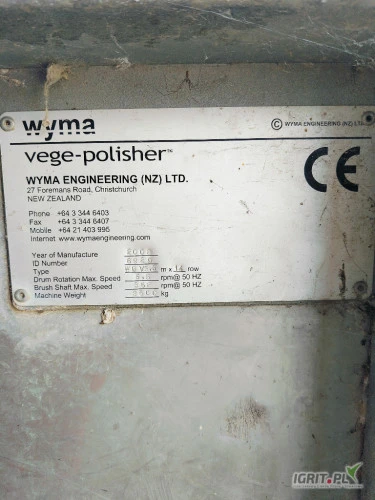 wyma
© WYMA ENGINEERING (NZ) LTD.
vege-polisher™
WYMA ENGINEERING (NZ) LTD.
27 Foremans Road, Christchurch
NEW ZEALAND
CE
Phone +64 3 344 6403
Fax +64 3 344 6407
Mobile +64 21 403 995
Internet www.wymaengineering.com
Year of Manufacture
ID Number
Type m x row
Drum Rotation Max. Speed rpm@ 50 HZ
Brush Shaft Max. Speed rpm@ 50 HZ
Machine Weight kg
IGRIT.PL